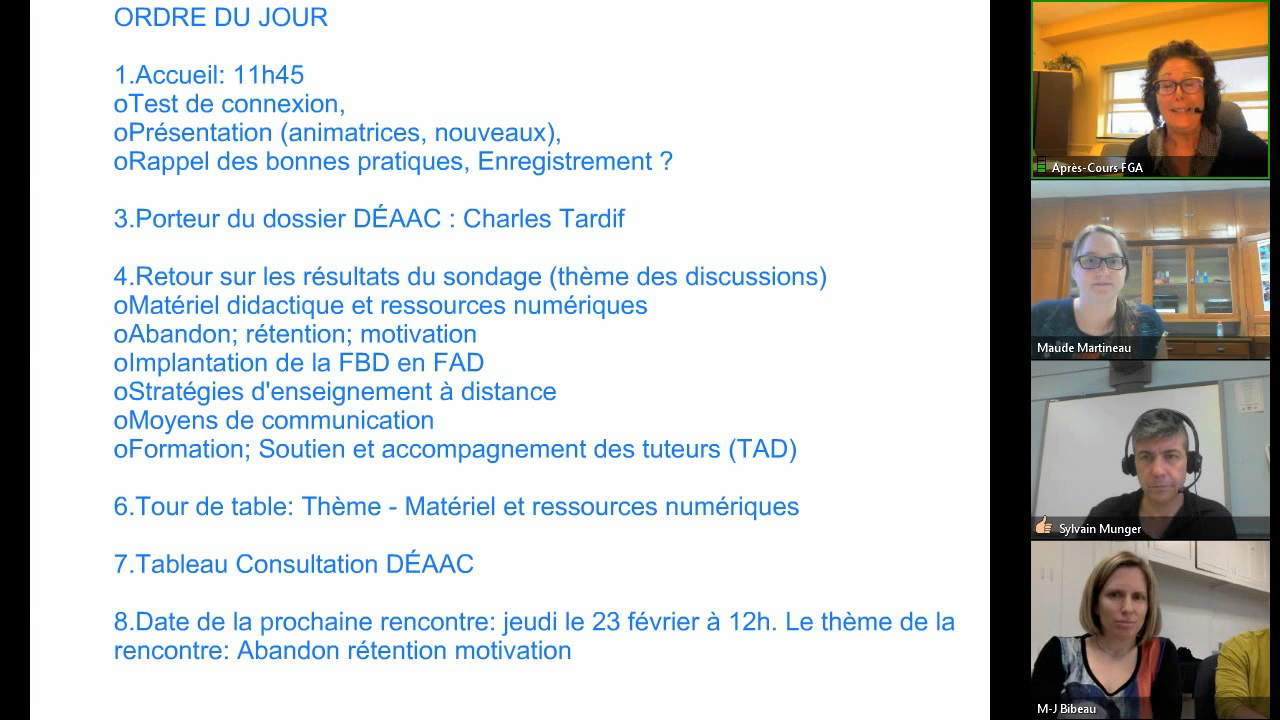 ORDRE DU JOUR
1.Accueil: 11h45
oTest de connexion,
oPrésentation (animatrices, nouveaux),
oRappel des bonnes pratiques, Enregistrement ?
3.Porteur du dossier DÉAAC : Charles Tardif
4.Retour sur les résultats du sondage (thème des discussions)
oMatériel didactique et ressources numériques
oAbandon; rétention; motivation
oImplantation de la FBD en FAD
oStratégies d'enseignement à distance
oMoyens de communication
oFormation; Soutien et accompagnement des tuteurs (TAD)
6.Tour de table: Thème - Matériel et ressources numériques
7.Tableau Consultation DÉAAC
8.Date de la prochaine rencontre: jeudi le 23 février à 12h. Le thème de la
rencontre: Abandon rétention motivation
Après-Cours FGA
Maude Martineau
Sylvain Munger
M-J Bibeau